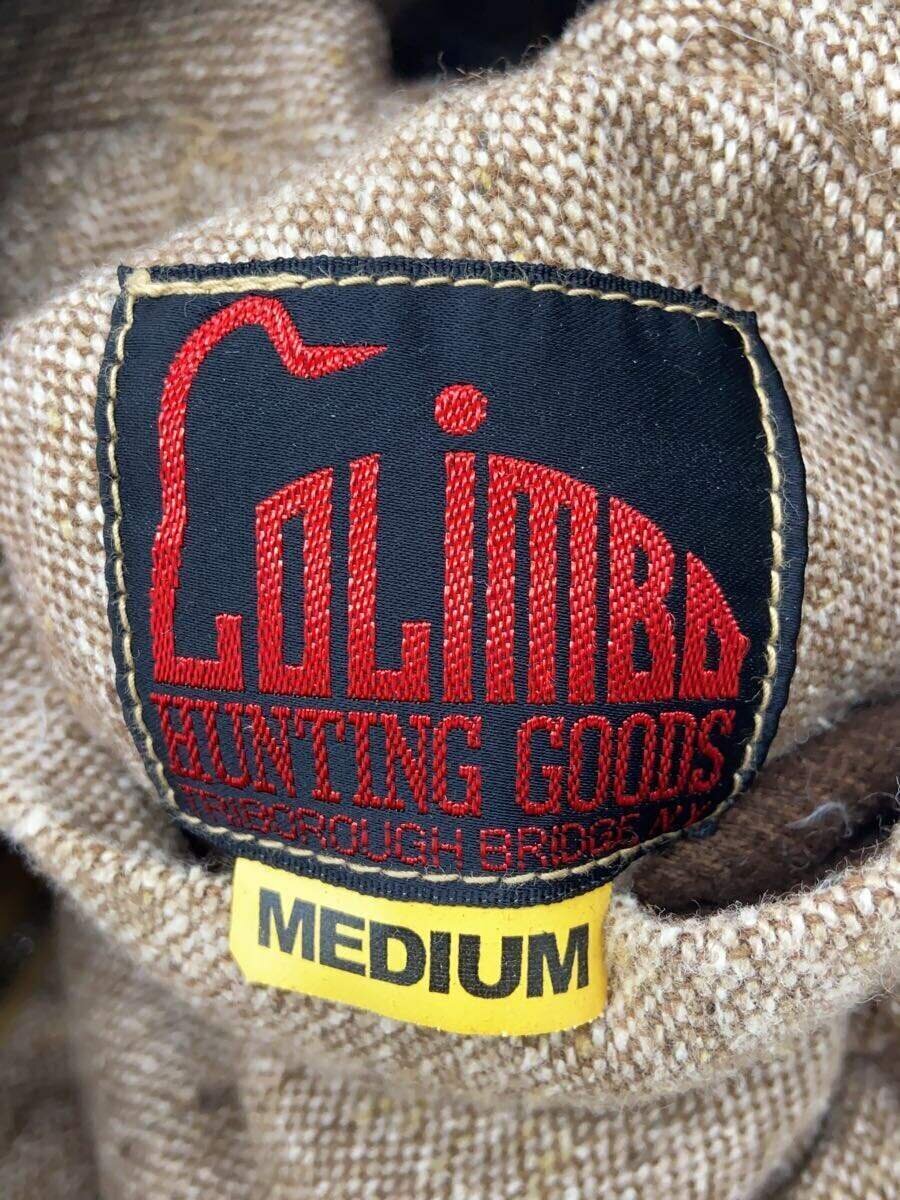 COLIMBO
HUNTING GOODS
TRIBOROUGH BRIDGE N.Y.
MEDIUM